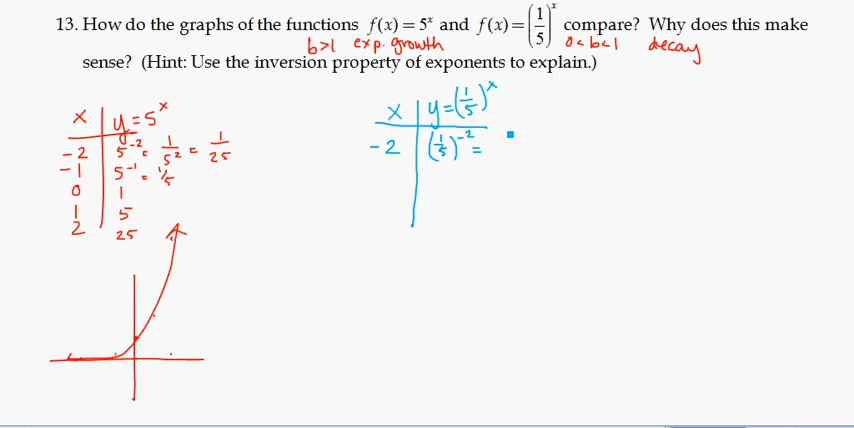 13. How do the graphs of the functions f(x) = 5^x and f(x) = (1/5)^x compare? Why does this make
b>1 exp. growth 0<b<1 decay
sense? (Hint: Use the inversion property of exponents to explain.)
x | y = 5^x
-2 | 5^-2 = 1/5^2 = 1/25
-1 | 5^-1 = 1/5
0 | 1
1 | 5
2 | 25
x | y = (1/5)^x
-2 | (1/5)^-2 =